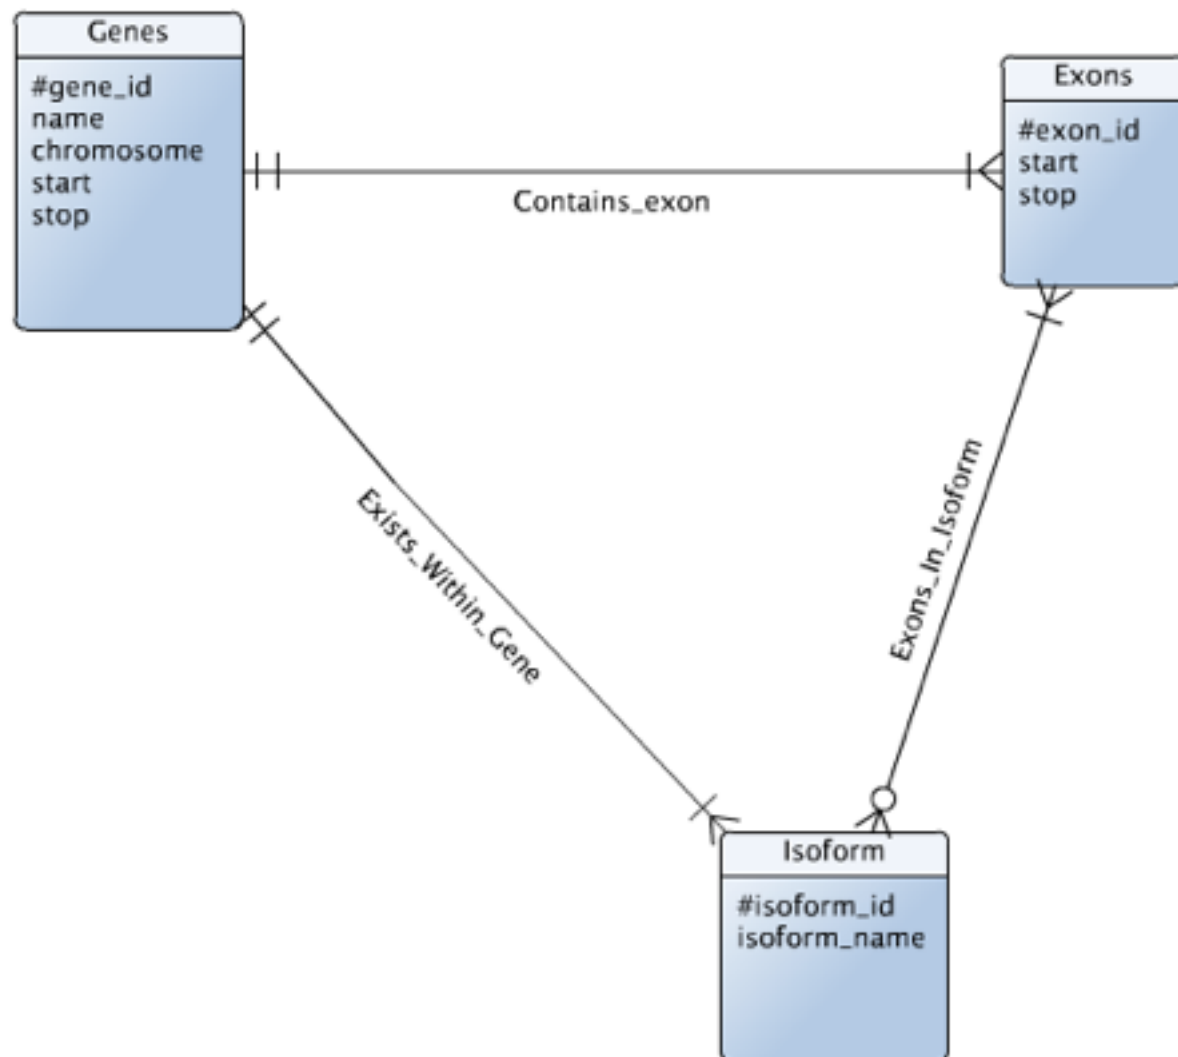 Genes
#gene_id
name
chromosome
start
stop
Exons
#exon_id
start
stop
Contains_exon
Exists_Within_Gene
Exons_In_Isoform
Isoform
#isoform_id
isoform_name